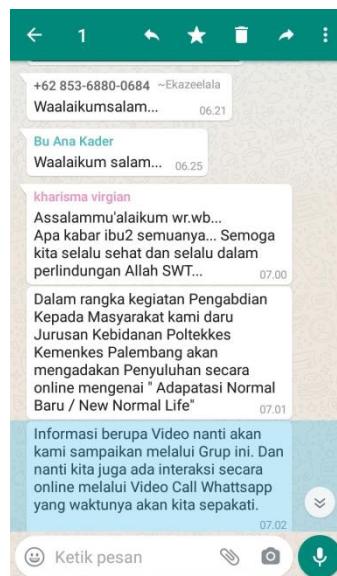 1
+62 853-6880-0684 ~Ekazeelala
Waalaikumsalam... 06.21
Bu Ana Kader
Waalaikum salam... 06.25
kharisma virgian
Assalammu'alaikum wr.wb...
Apa kabar ibu2 semuanya... Semoga
kita selalu sehat dan selalu dalam
perlindungan Allah SWT... 07.00
Dalam rangka kegiatan Pengabdian
Kepada Masyarakat kami daru
Jurusan Kebidanan Poltekkes
Kemenkes Palembang akan
mengadakan Penyuluhan secara
online mengenai " Adapatasi Normal
Baru / New Normal Life" 07.01
Informasi berupa Video nanti akan
kami sampaikan melalui Grup ini. Dan
nanti kita juga ada interaksi secara
online melalui Video Call Whattsapp
yang waktunya akan kita sepakati.
07.02
Ketik pesan